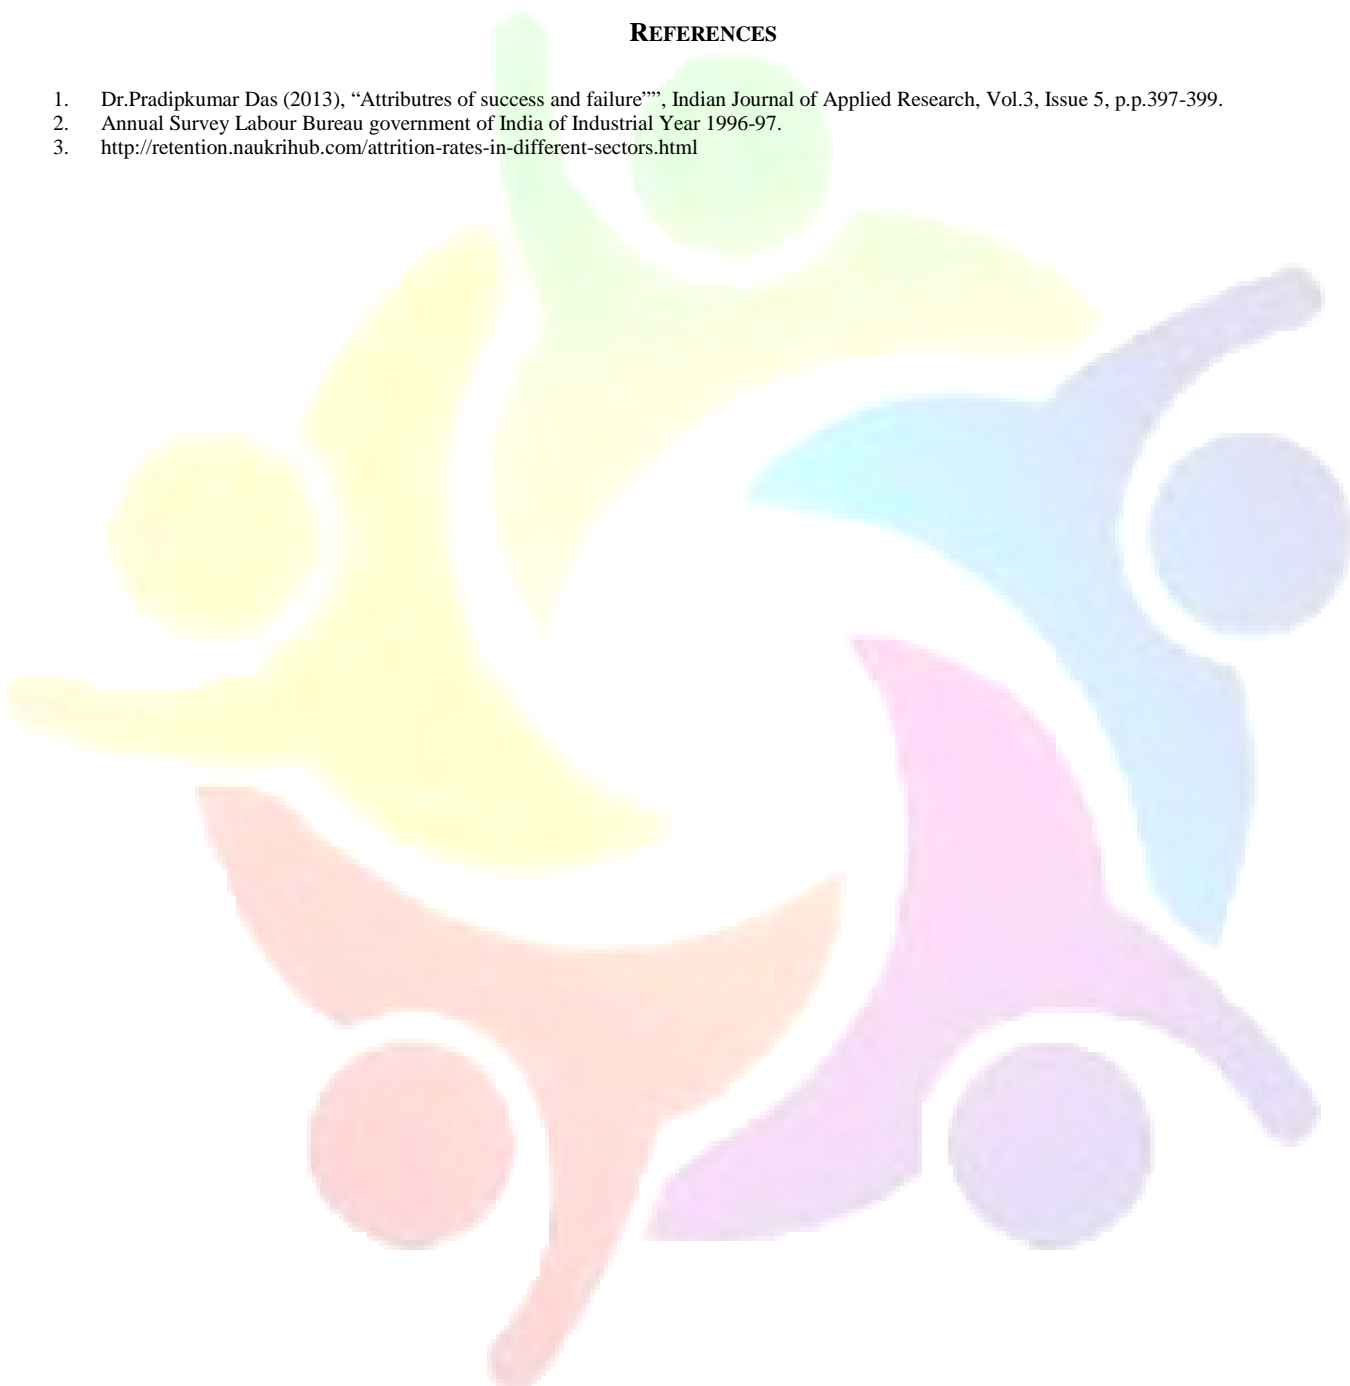 REFERENCES
1. Dr.Pradipkumar Das (2013), “Attributres of success and failure””, Indian Journal of Applied Research, Vol.3, Issue 5, p.p.397-399.
2. Annual Survey Labour Bureau government of India of Industrial Year 1996-97.
3. http://retention.naukrihub.com/attrition-rates-in-different-sectors.html